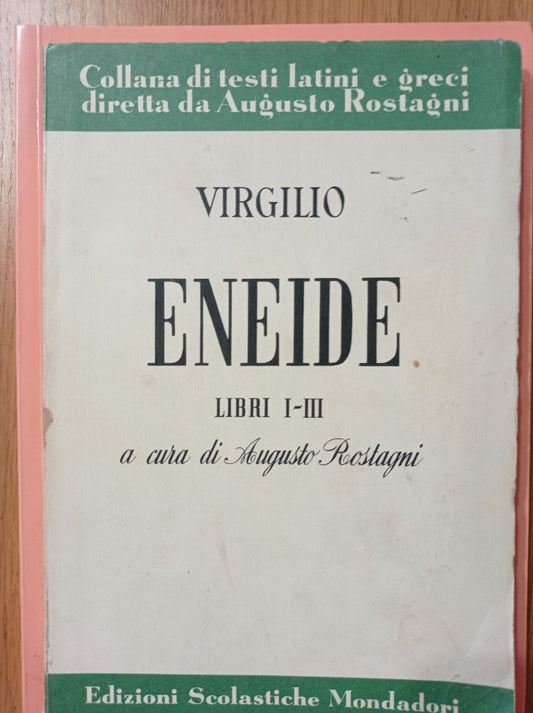 Collana di testi latini e greci
diretta da Augusto Rostagni
VIRGILIO
ENEIDE
LIBRI I-III
a cura di Augusto Rostagni
Edizioni Scolastiche Mondadori